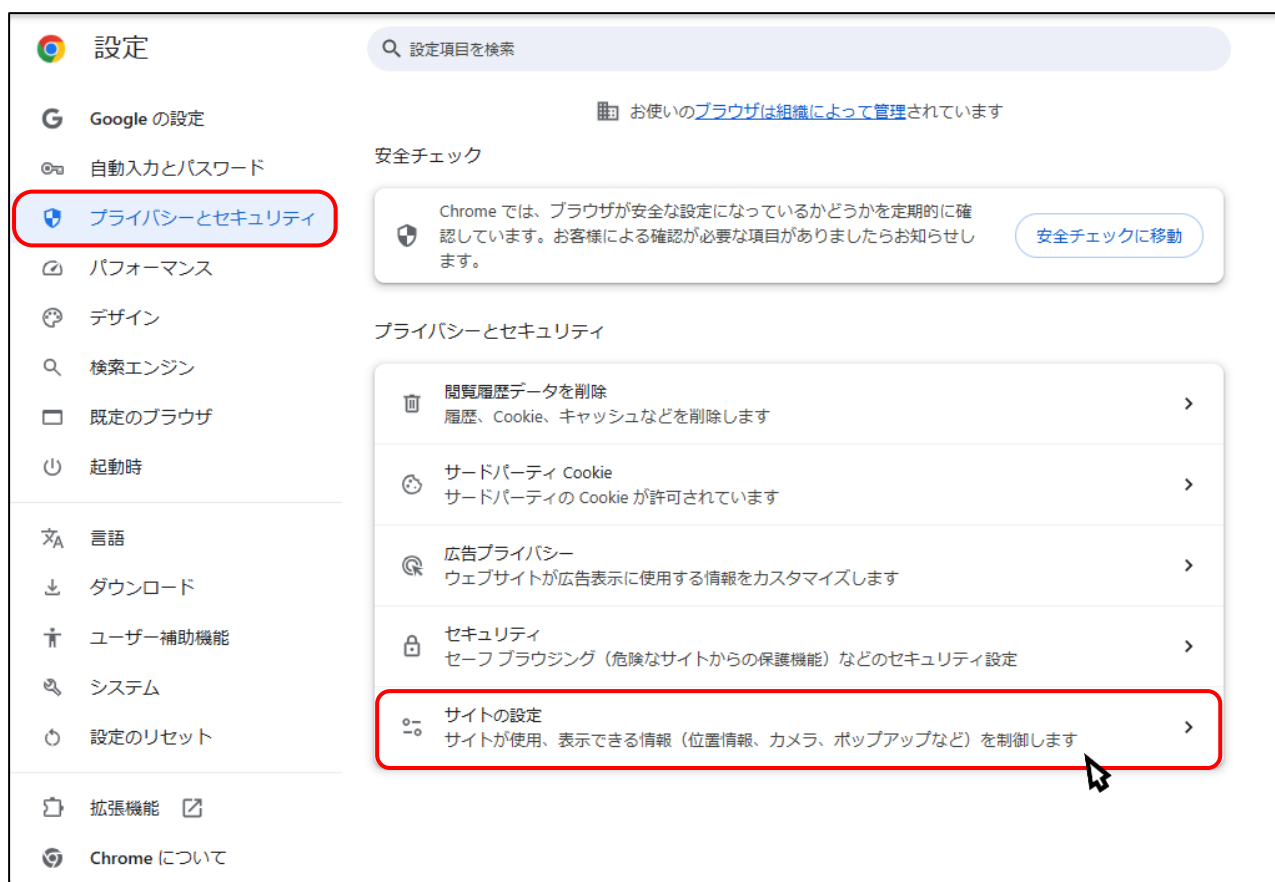 設定
設定項目を検索
Google の設定
自動入力とパスワード
プライバシーとセキュリティ
パフォーマンス
デザイン
検索エンジン
既定のブラウザ
起動時
言語
ダウンロード
ユーザー補助機能
システム
設定のリセット
拡張機能
Chrome について
お使いのブラウザは組織によって管理されています
安全チェック
Chrome では、ブラウザが安全な設定になっているかどうかを定期的に確
認しています。お客様による確認が必要な項目がありましたらお知らせし
ます。
安全チェックに移動
プライバシーとセキュリティ
閲覧履歴データを削除
履歴、Cookie、キャッシュなどを削除します
サードパーティ Cookie
サードパーティの Cookie が許可されています
広告プライバシー
ウェブサイトが広告表示に使用する情報をカスタマイズします
セキュリティ
セーフ ブラウジング（危険なサイトからの保護機能）などのセキュリティ設定
サイトの設定
サイトが使用、表示できる情報（位置情報、カメラ、ポップアップなど）を制御します